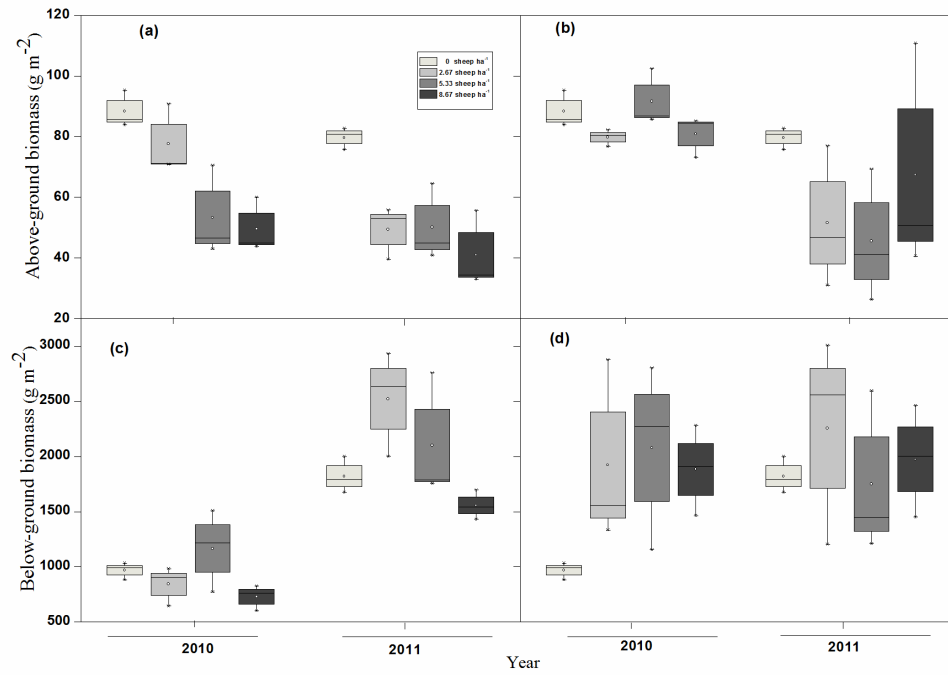 120
100
80
60
40
20
Above-ground biomass (g m⁻²)
(a)
0 sheep ha⁻¹
2.67 sheep ha⁻¹
5.33 sheep ha⁻¹
8.67 sheep ha⁻¹
(b)
3000
2500
2000
1500
1000
500
Below-ground biomass (g m⁻²)
(c)
(d)
2010
2011
2010
2011
Year